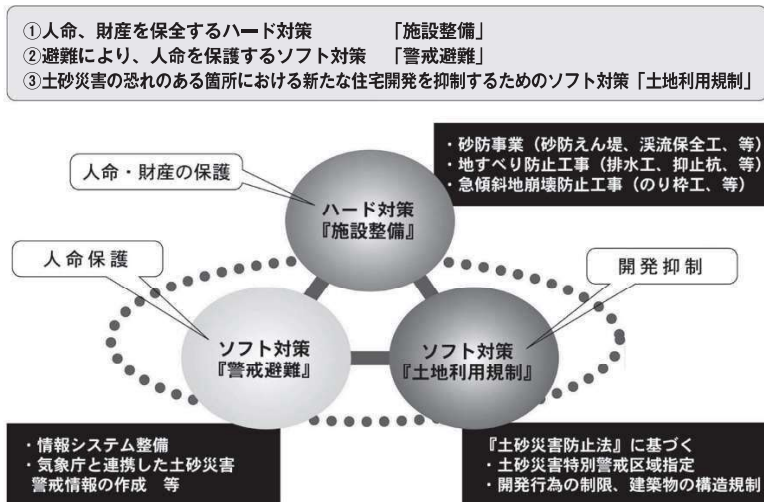 ①人命、財産を保全するハード対策　「施設整備」
②避難により、人命を保護するソフト対策　「警戒避難」
③土砂災害の恐れのある箇所における新たな住宅開発を抑制するためのソフト対策「土地利用規制」
・砂防事業（砂防えん堤、渓流保全工、等）
・地すべり防止工事（排水工、抑止杭、等）
・急傾斜地崩壊防止工事（のり枠工、等）
人命・財産の保護
ハード対策
『施設整備』
人命保護
開発抑制
ソフト対策
『警戒避難』
ソフト対策
『土地利用規制』
・情報システム整備
・気象庁と連携した土砂災害
警戒情報の作成　等
『土砂災害防止法』に基づく
・土砂災害特別警戒区域指定
・開発行為の制限、建築物の構造規制